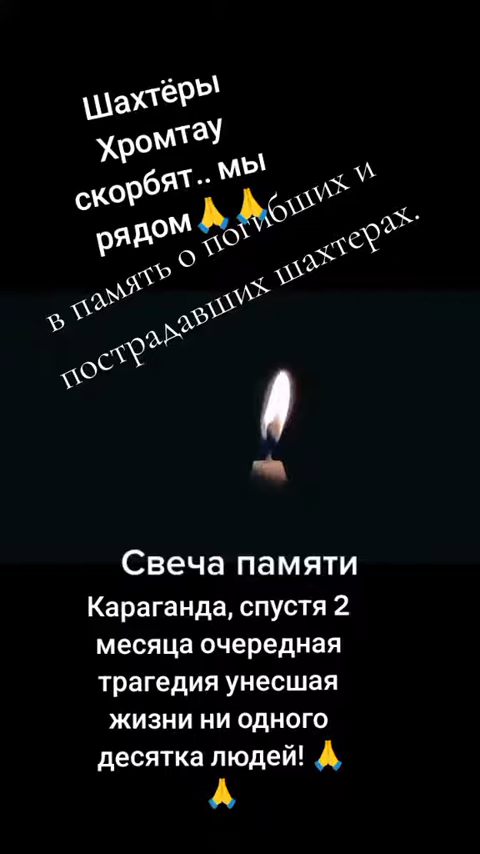 Шахтёры
Хромтау
скорбят.. мы
рядом🙏🙏
в память о погибших и
пострадавших шахтерах.
Свеча памяти
Караганда, спустя 2
месяца очередная
трагедия унесшая
жизни ни одного
десятка людей! 🙏
🙏